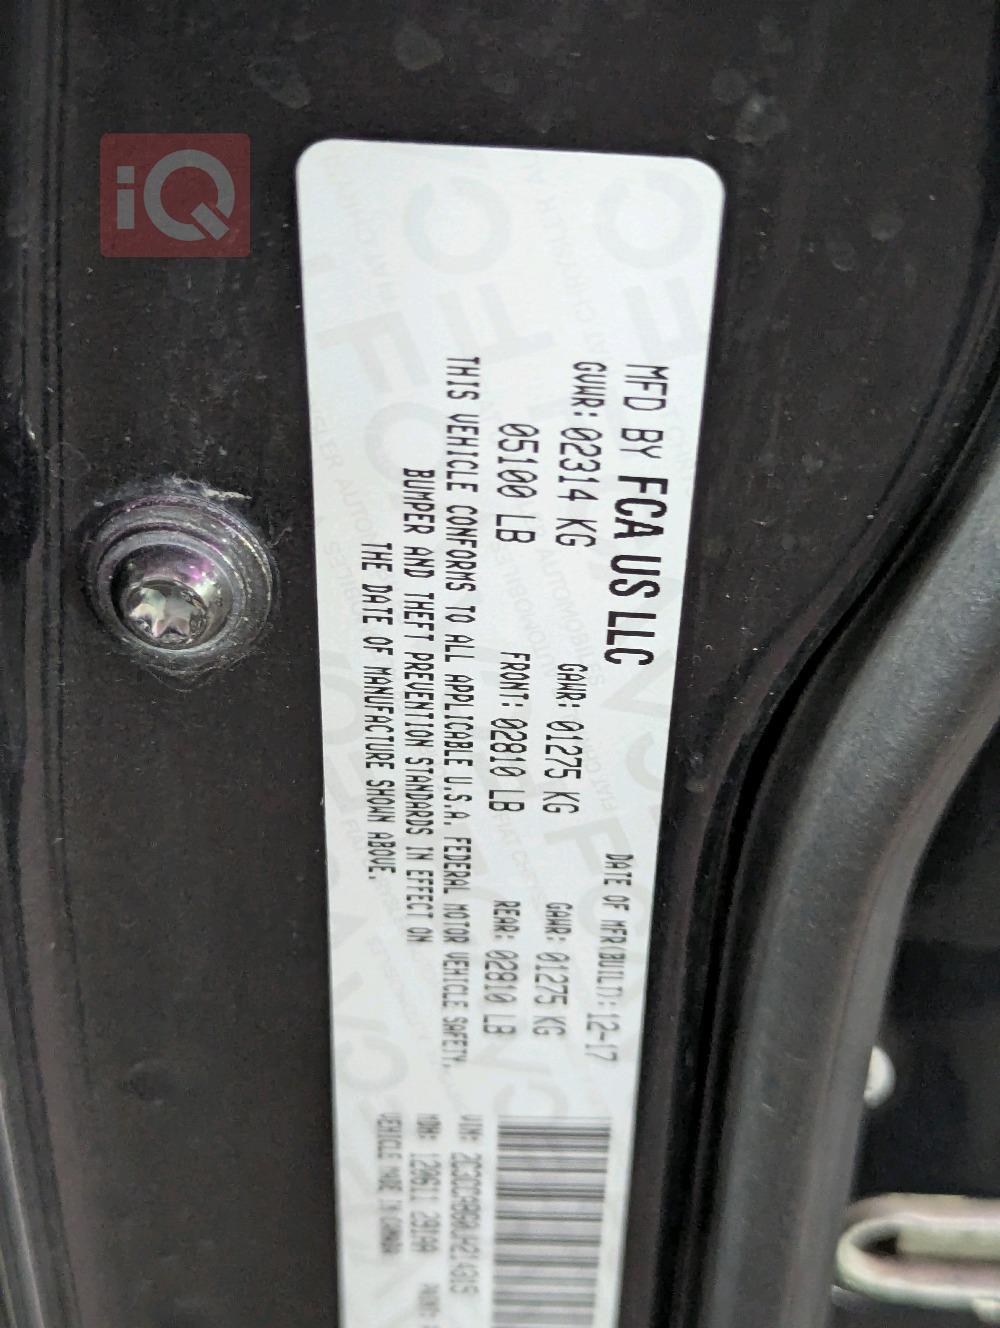 iQ
MFD BY FCA US LLC
DATE OF MFR(BUILT): 12-17
GVWR: 02314 KG
05100 LB
GAWR: 01275 KG
FRONT: 02810 LB
GAWR: 01275 KG
REAR: 02810 LB
THIS VEHICLE CONFORMS TO ALL APPLICABLE U.S.A. FEDERAL MOTOR VEHICLE SAFETY,
BUMPER AND THEFT PREVENTION STANDARDS IN EFFECT ON
THE DATE OF MANUFACTURE SHOWN ABOVE.
VIN:
MDH:
VEHICLE MADE IN CANADA